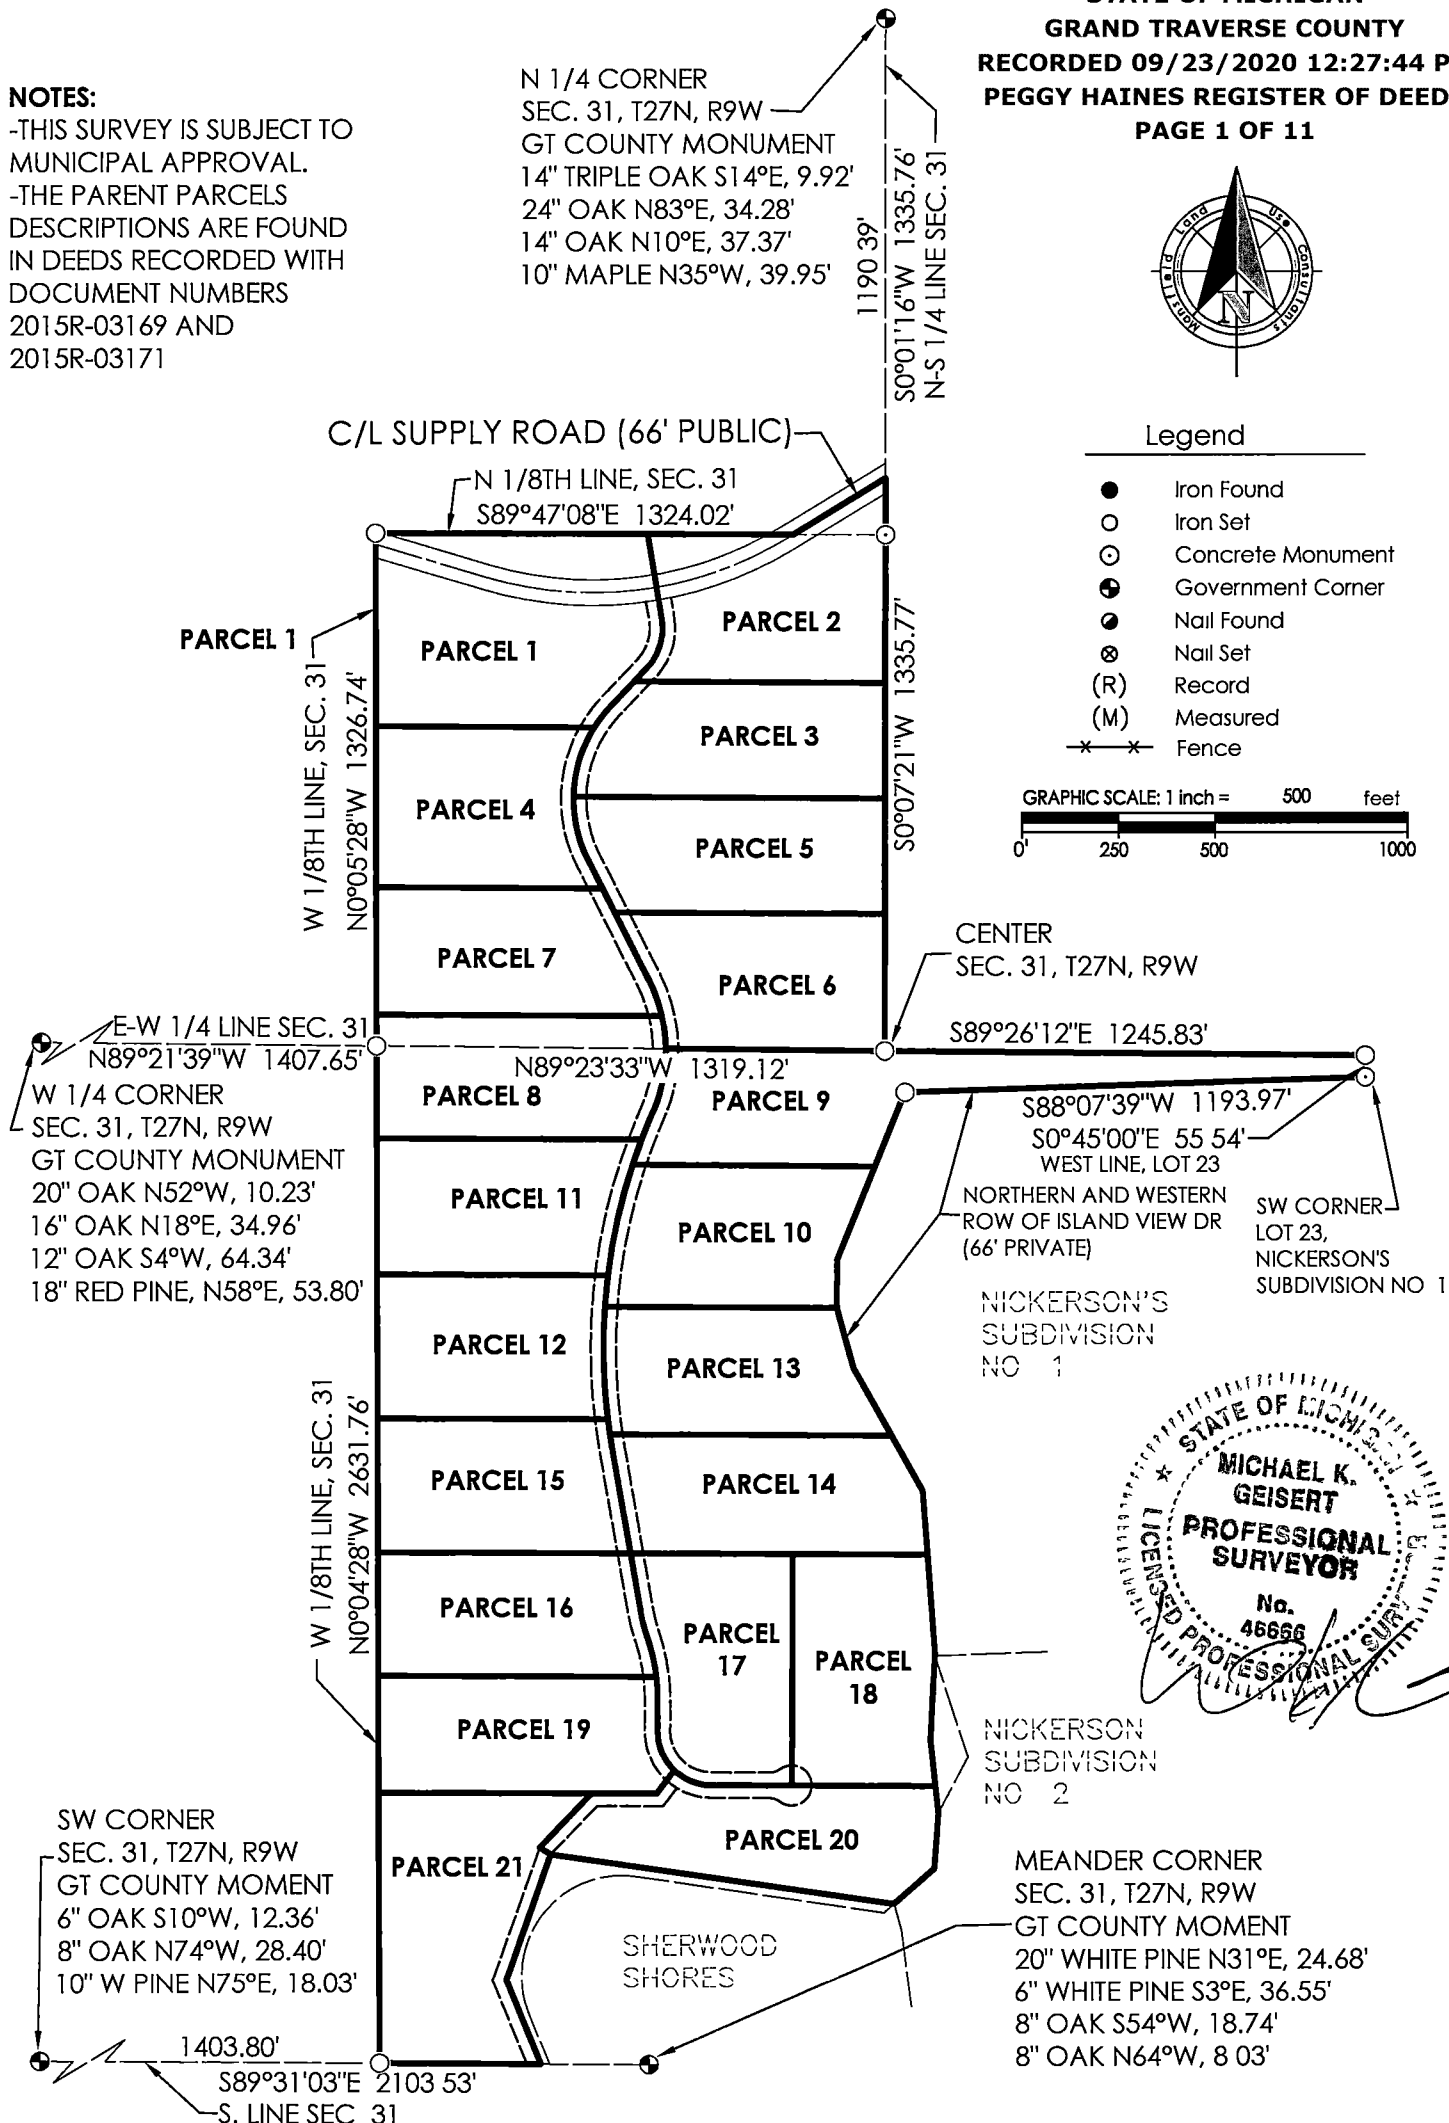 STATE OF MICHIGAN
GRAND TRAVERSE COUNTY
RECORDED 09/23/2020 12:27:44 P
PEGGY HAINES REGISTER OF DEED
PAGE 1 OF 11
NOTES:
-THIS SURVEY IS SUBJECT TO
MUNICIPAL APPROVAL.
-THE PARENT PARCELS
DESCRIPTIONS ARE FOUND
IN DEEDS RECORDED WITH
DOCUMENT NUMBERS
2015R-03169 AND
2015R-03171
N 1/4 CORNER
SEC. 31, T27N, R9W
GT COUNTY MONUMENT
14" TRIPLE OAK S14°E, 9.92'
24" OAK N83°E, 34.28'
14" OAK N10°E, 37.37'
10" MAPLE N35°W, 39.95'
1190 39'
S0°01'16"W 1335.76'
N-S 1/4 LINE SEC. 31
Mansfield Land Use Consultants
N
C/L SUPPLY ROAD (66' PUBLIC)
N 1/8TH LINE, SEC. 31
S89°47'08"E 1324.02'
Legend
Iron Found
Iron Set
Concrete Monument
Government Corner
Nail Found
Nail Set
(R) Record
(M) Measured
Fence
GRAPHIC SCALE: 1 inch = 500 feet
0' 250 500 1000
PARCEL 1
W 1/8TH LINE, SEC. 31
N0°05'28"W 1326.74'
PARCEL 1
PARCEL 2
S0°07'21"W 1335.77'
PARCEL 3
PARCEL 4
PARCEL 5
PARCEL 7
PARCEL 6
CENTER
SEC. 31, T27N, R9W
E-W 1/4 LINE SEC. 31
N89°21'39"W 1407.65'
N89°23'33"W 1319.12'
S89°26'12"E 1245.83'
W 1/4 CORNER
SEC. 31, T27N, R9W
GT COUNTY MONUMENT
20" OAK N52°W, 10.23'
16" OAK N18°E, 34.96'
12" OAK S4°W, 64.34'
18" RED PINE, N58°E, 53.80'
PARCEL 8
PARCEL 9
S88°07'39"W 1193.97'
S0°45'00"E 55 54'
WEST LINE, LOT 23
NORTHERN AND WESTERN
ROW OF ISLAND VIEW DR
(66' PRIVATE)
SW CORNER
LOT 23,
NICKERSON'S
SUBDIVISION NO 1
PARCEL 11
PARCEL 10
NICKERSON'S
SUBDIVISION
NO 1
PARCEL 12
PARCEL 13
W 1/8TH LINE, SEC. 31
N0°04'28"W 2631.76'
PARCEL 15
PARCEL 14
STATE OF MICHIGAN
MICHAEL K.
GEISERT
PROFESSIONAL
SURVEYOR
No.
46666
LICENSED PROFESSIONAL SURVEYOR
PARCEL 16
PARCEL
17
PARCEL
18
PARCEL 19
NICKERSON
SUBDIVISION
NO 2
PARCEL 20
PARCEL 21
SW CORNER
SEC. 31, T27N, R9W
GT COUNTY MOMENT
6" OAK S10°W, 12.36'
8" OAK N74°W, 28.40'
10" W PINE N75°E, 18.03'
SHERWOOD
SHORES
MEANDER CORNER
SEC. 31, T27N, R9W
GT COUNTY MOMENT
20" WHITE PINE N31°E, 24.68'
6" WHITE PINE S3°E, 36.55'
8" OAK S54°W, 18.74'
8" OAK N64°W, 8 03'
1403.80'
S89°31'03"E 2103 53'
S. LINE SEC 31